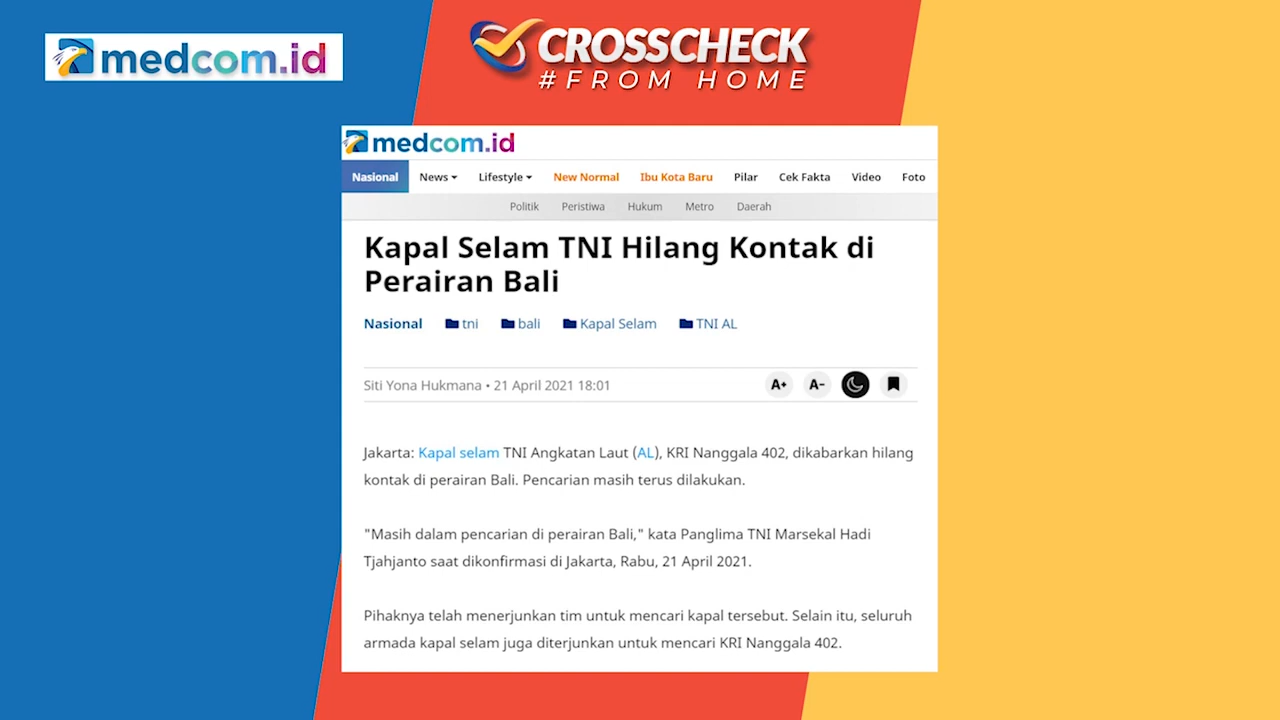 medcom.id
CROSSCHECK
#FROM HOME
medcom.id
Nasional News Lifestyle New Normal Ibu Kota Baru Pilar Cek Fakta Video Foto
Politik Peristiwa Hukum Metro Daerah
Kapal Selam TNI Hilang Kontak di
Perairan Bali
Nasional tni bali Kapal Selam TNI AL
Siti Yona Hukmana • 21 April 2021 18:01 A+ A-
Jakarta: Kapal selam TNI Angkatan Laut (AL), KRI Nanggala 402, dikabarkan hilang
kontak di perairan Bali. Pencarian masih terus dilakukan.
"Masih dalam pencarian di perairan Bali," kata Panglima TNI Marsekal Hadi
Tjahjanto saat dikonfirmasi di Jakarta, Rabu, 21 April 2021.
Pihaknya telah menerjunkan tim untuk mencari kapal tersebut. Selain itu, seluruh
armada kapal selam juga diterjunkan untuk mencari KRI Nanggala 402.